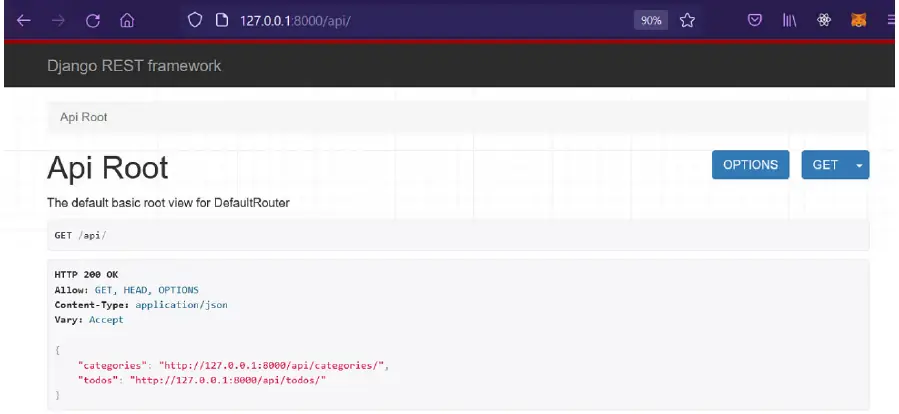 127.0.0.1:8000/api/
90%
Django REST framework
Api Root
Api Root
OPTIONS
GET
The default basic root view for DefaultRouter
GET /api/
HTTP 200 OK
Allow: GET, HEAD, OPTIONS
Content-Type: application/json
Vary: Accept
{
    "categories": "http://127.0.0.1:8000/api/categories/",
    "todos": "http://127.0.0.1:8000/api/todos/"
}